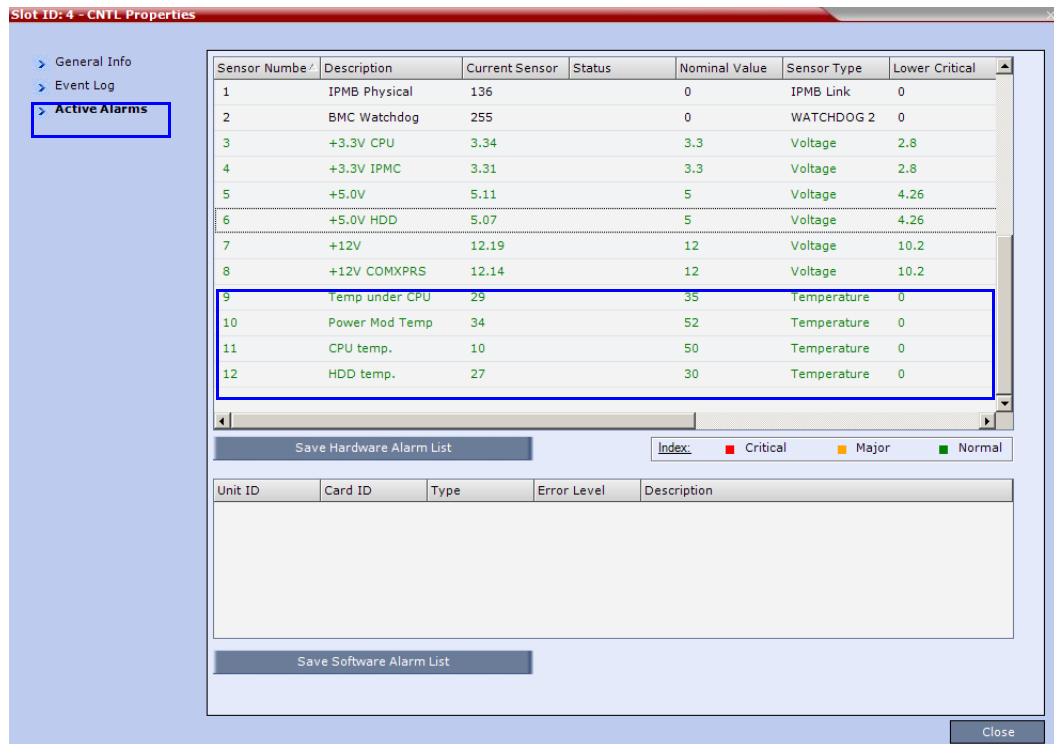 Slot ID: 4 - CNTL Properties
General Info
Event Log
Active Alarms
Sensor Numbe Description Current Sensor Status Nominal Value Sensor Type Lower Critical
1 IPMB Physical 136 0 IPMB Link 0
2 BMC Watchdog 255 0 WATCHDOG 2 0
3 +3.3V CPU 3.34 3.3 Voltage 2.8
4 +3.3V IPMC 3.31 3.3 Voltage 2.8
5 +5.0V 5.11 5 Voltage 4.26
6 +5.0V HDD 5.07 5 Voltage 4.26
7 +12V 12.19 12 Voltage 10.2
8 +12V COMXPRS 12.14 12 Voltage 10.2
9 Temp under CPU 29 35 Temperature 0
10 Power Mod Temp 34 52 Temperature 0
11 CPU temp. 10 50 Temperature 0
12 HDD temp. 27 30 Temperature 0
Save Hardware Alarm List
Index: Critical Major Normal
Unit ID Card ID Type Error Level Description
Save Software Alarm List
Close